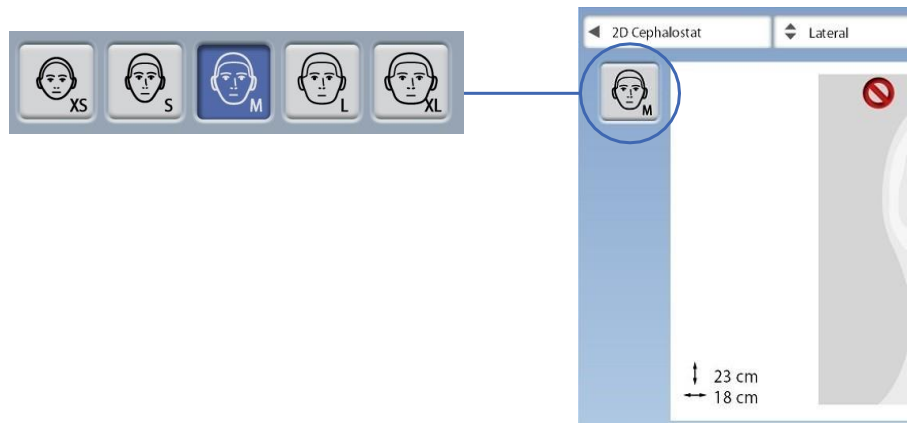 XS S M L XL
2D Cephalostat Lateral
M
23 cm
18 cm